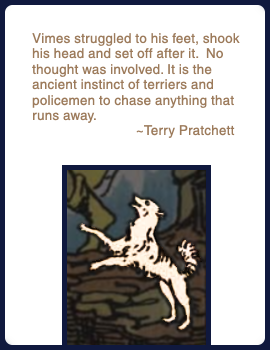 Vimes struggled to his feet, shook
his head and set off after it.  No
thought was involved. It is the
ancient instinct of terriers and
policemen to chase anything that
runs away.
~Terry Pratchett